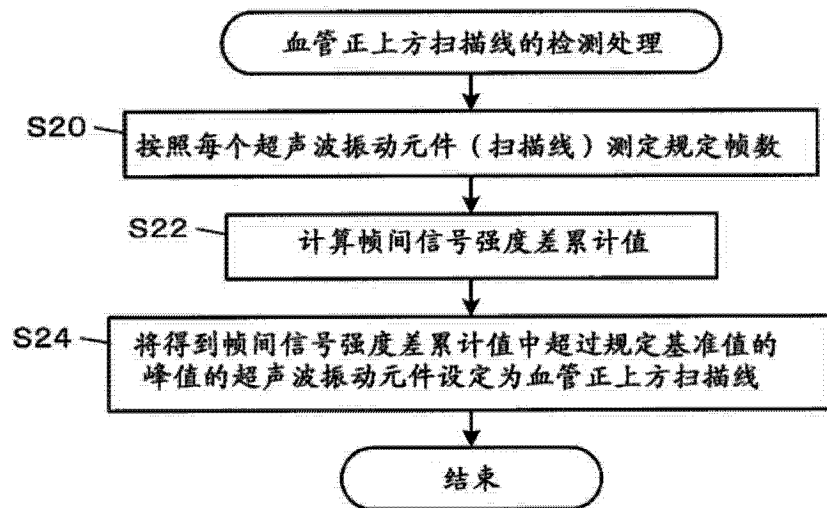 血管正上方扫描线的检测处理
S20
按照每个超声波振动元件（扫描线）测定规定帧数
S22
计算帧间信号强度差累计值
S24
将得到帧间信号强度差累计值中超过规定基准值的
峰值的超声波振动元件设定为血管正上方扫描线
结束